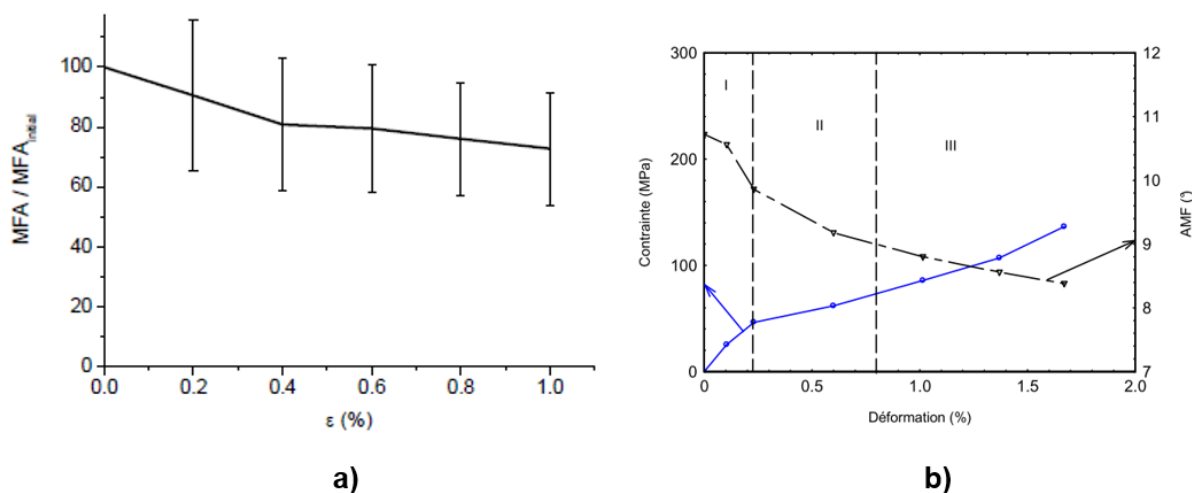 100
80
60
40
20
0
MFA / MFAInitial
0.0 0.2 0.4 0.6 0.8 1.0
ε (%)
a)
300
200
100
0
Contrainte (MPa)
I
II
III
12
11
10
9
8
7
AMF (°)
0 0.5 1.0 1.5 2.0
Déformation (%)
b)